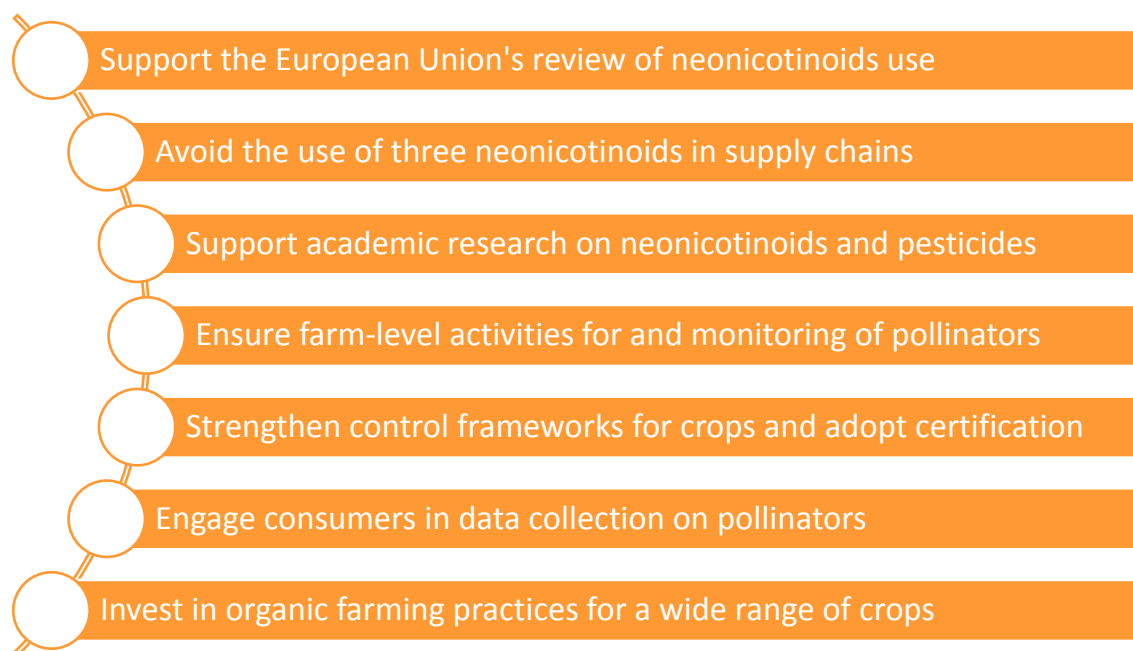 Support the European Union's review of neonicotinoids use
Avoid the use of three neonicotinoids in supply chains
Support academic research on neonicotinoids and pesticides
Ensure farm-level activities for and monitoring of pollinators
Strengthen control frameworks for crops and adopt certification
Engage consumers in data collection on pollinators
Invest in organic farming practices for a wide range of crops